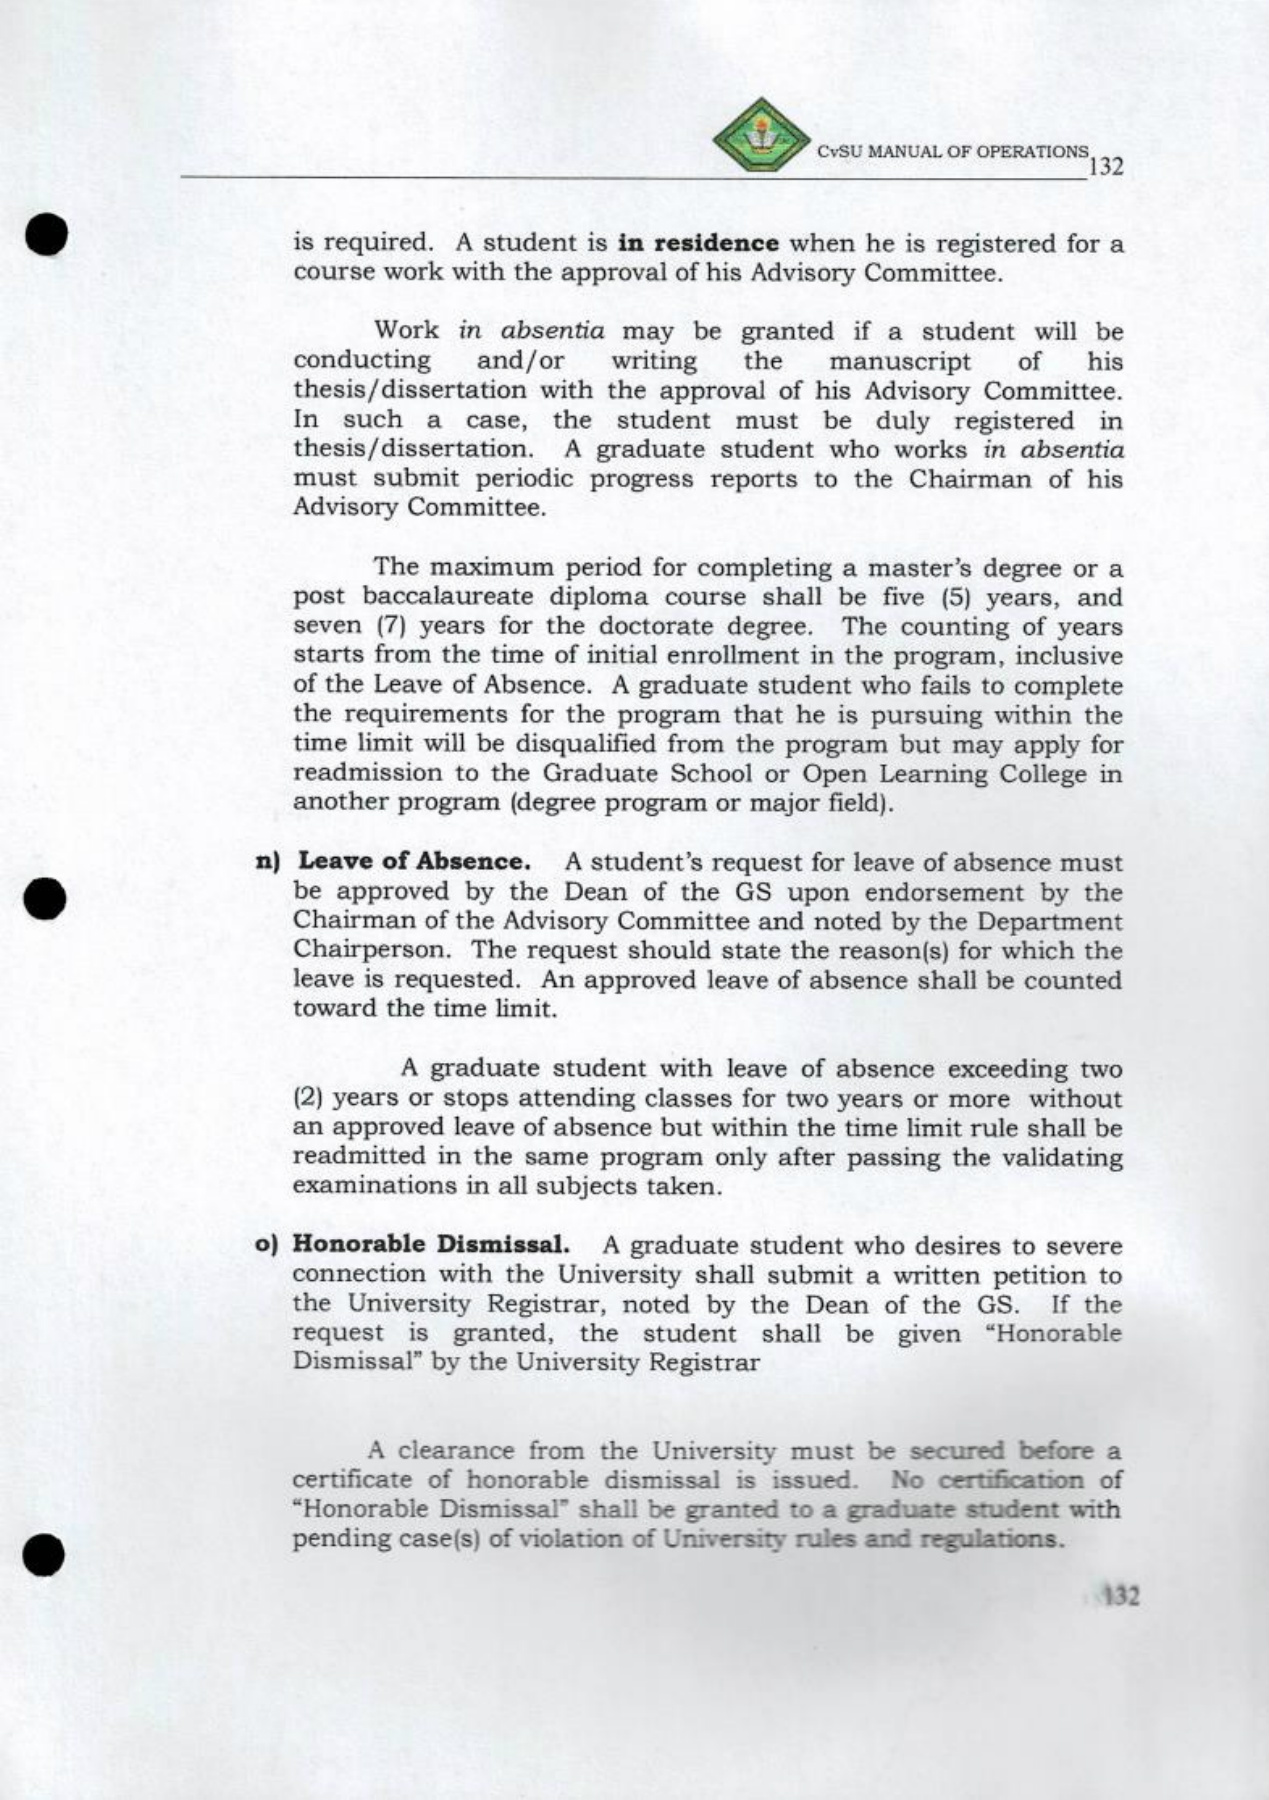 CvSU MANUAL OF OPERATIONS 132
is required. A student is in residence when he is registered for a
course work with the approval of his Advisory Committee.
Work in absentia may be granted if a student will be
conducting and/or writing the manuscript of his
thesis/dissertation with the approval of his Advisory Committee.
In such a case, the student must be duly registered in
thesis/dissertation. A graduate student who works in absentia
must submit periodic progress reports to the Chairman of his
Advisory Committee.
The maximum period for completing a master's degree or a
post baccalaureate diploma course shall be five (5) years, and
seven (7) years for the doctorate degree. The counting of years
starts from the time of initial enrollment in the program, inclusive
of the Leave of Absence. A graduate student who fails to complete
the requirements for the program that he is pursuing within the
time limit will be disqualified from the program but may apply for
readmission to the Graduate School or Open Learning College in
another program (degree program or major field).
n) Leave of Absence. A student's request for leave of absence must
be approved by the Dean of the GS upon endorsement by the
Chairman of the Advisory Committee and noted by the Department
Chairperson. The request should state the reason(s) for which the
leave is requested. An approved leave of absence shall be counted
toward the time limit.
A graduate student with leave of absence exceeding two
(2) years or stops attending classes for two years or more without
an approved leave of absence but within the time limit rule shall be
readmitted in the same program only after passing the validating
examinations in all subjects taken.
o) Honorable Dismissal. A graduate student who desires to severe
connection with the University shall submit a written petition to
the University Registrar, noted by the Dean of the GS. If the
request is granted, the student shall be given "Honorable
Dismissal" by the University Registrar
A clearance from the University must be secured before a
certificate of honorable dismissal is issued. No certification of
"Honorable Dismissal" shall be granted to a graduate student with
pending case(s) of violation of University rules and regulations.
132